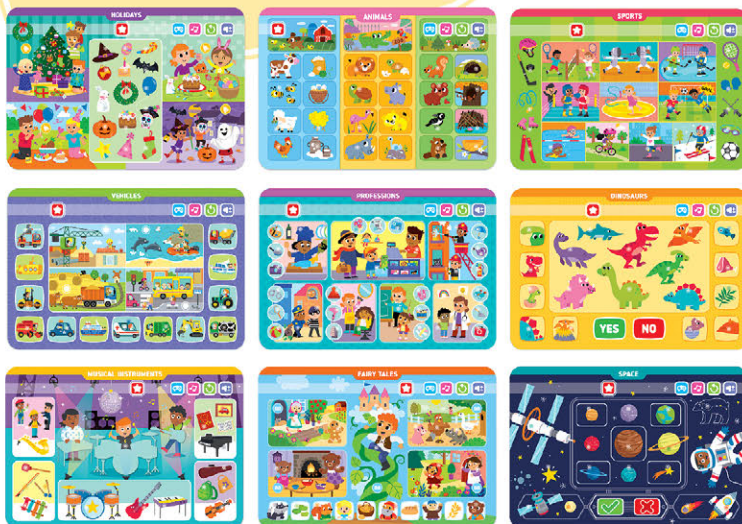 HOLIDAYS
ANIMALS
SPORTS
VEHICLES
PROFESSIONS
DINOSAURS
YES NO
MUSICAL INSTRUMENTS
FAIRY TALES
SPACE